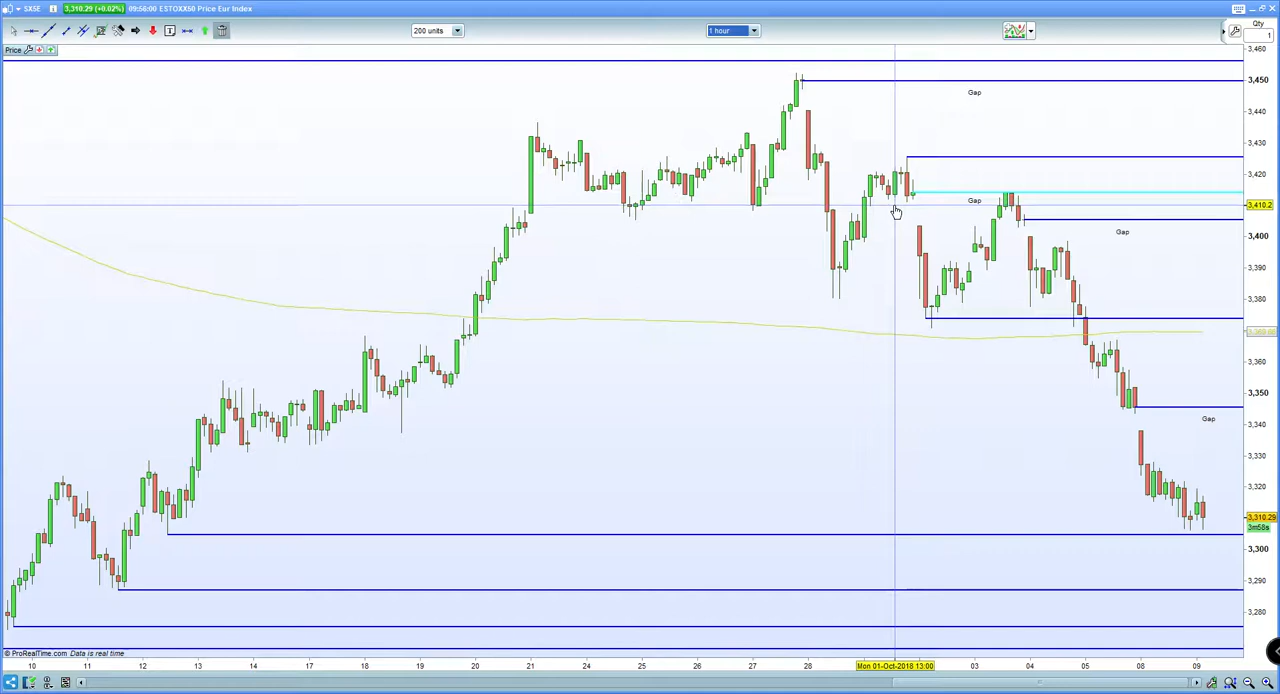 SX5E 3,310.29 (+0.02%) 09:56:00 ESTOXX50 Price Eur Index
200 units
1 hour
Qty
1
Price
3,460
3,450
Gap
3,440
3,430
3,420
Gap
3,410.2
Gap
3,400
3,390
3,380
3,360
3,350
Gap
3,340
3,330
3,320
3,310.29
3m58s
3,300
3,290
3,280
© ProRealTime.com Data is real time
10 11 12 13 14 17 18 19 20 21 24 25 26 27 28 Mon 01-Oct-2018 13:00 03 04 05 08 09